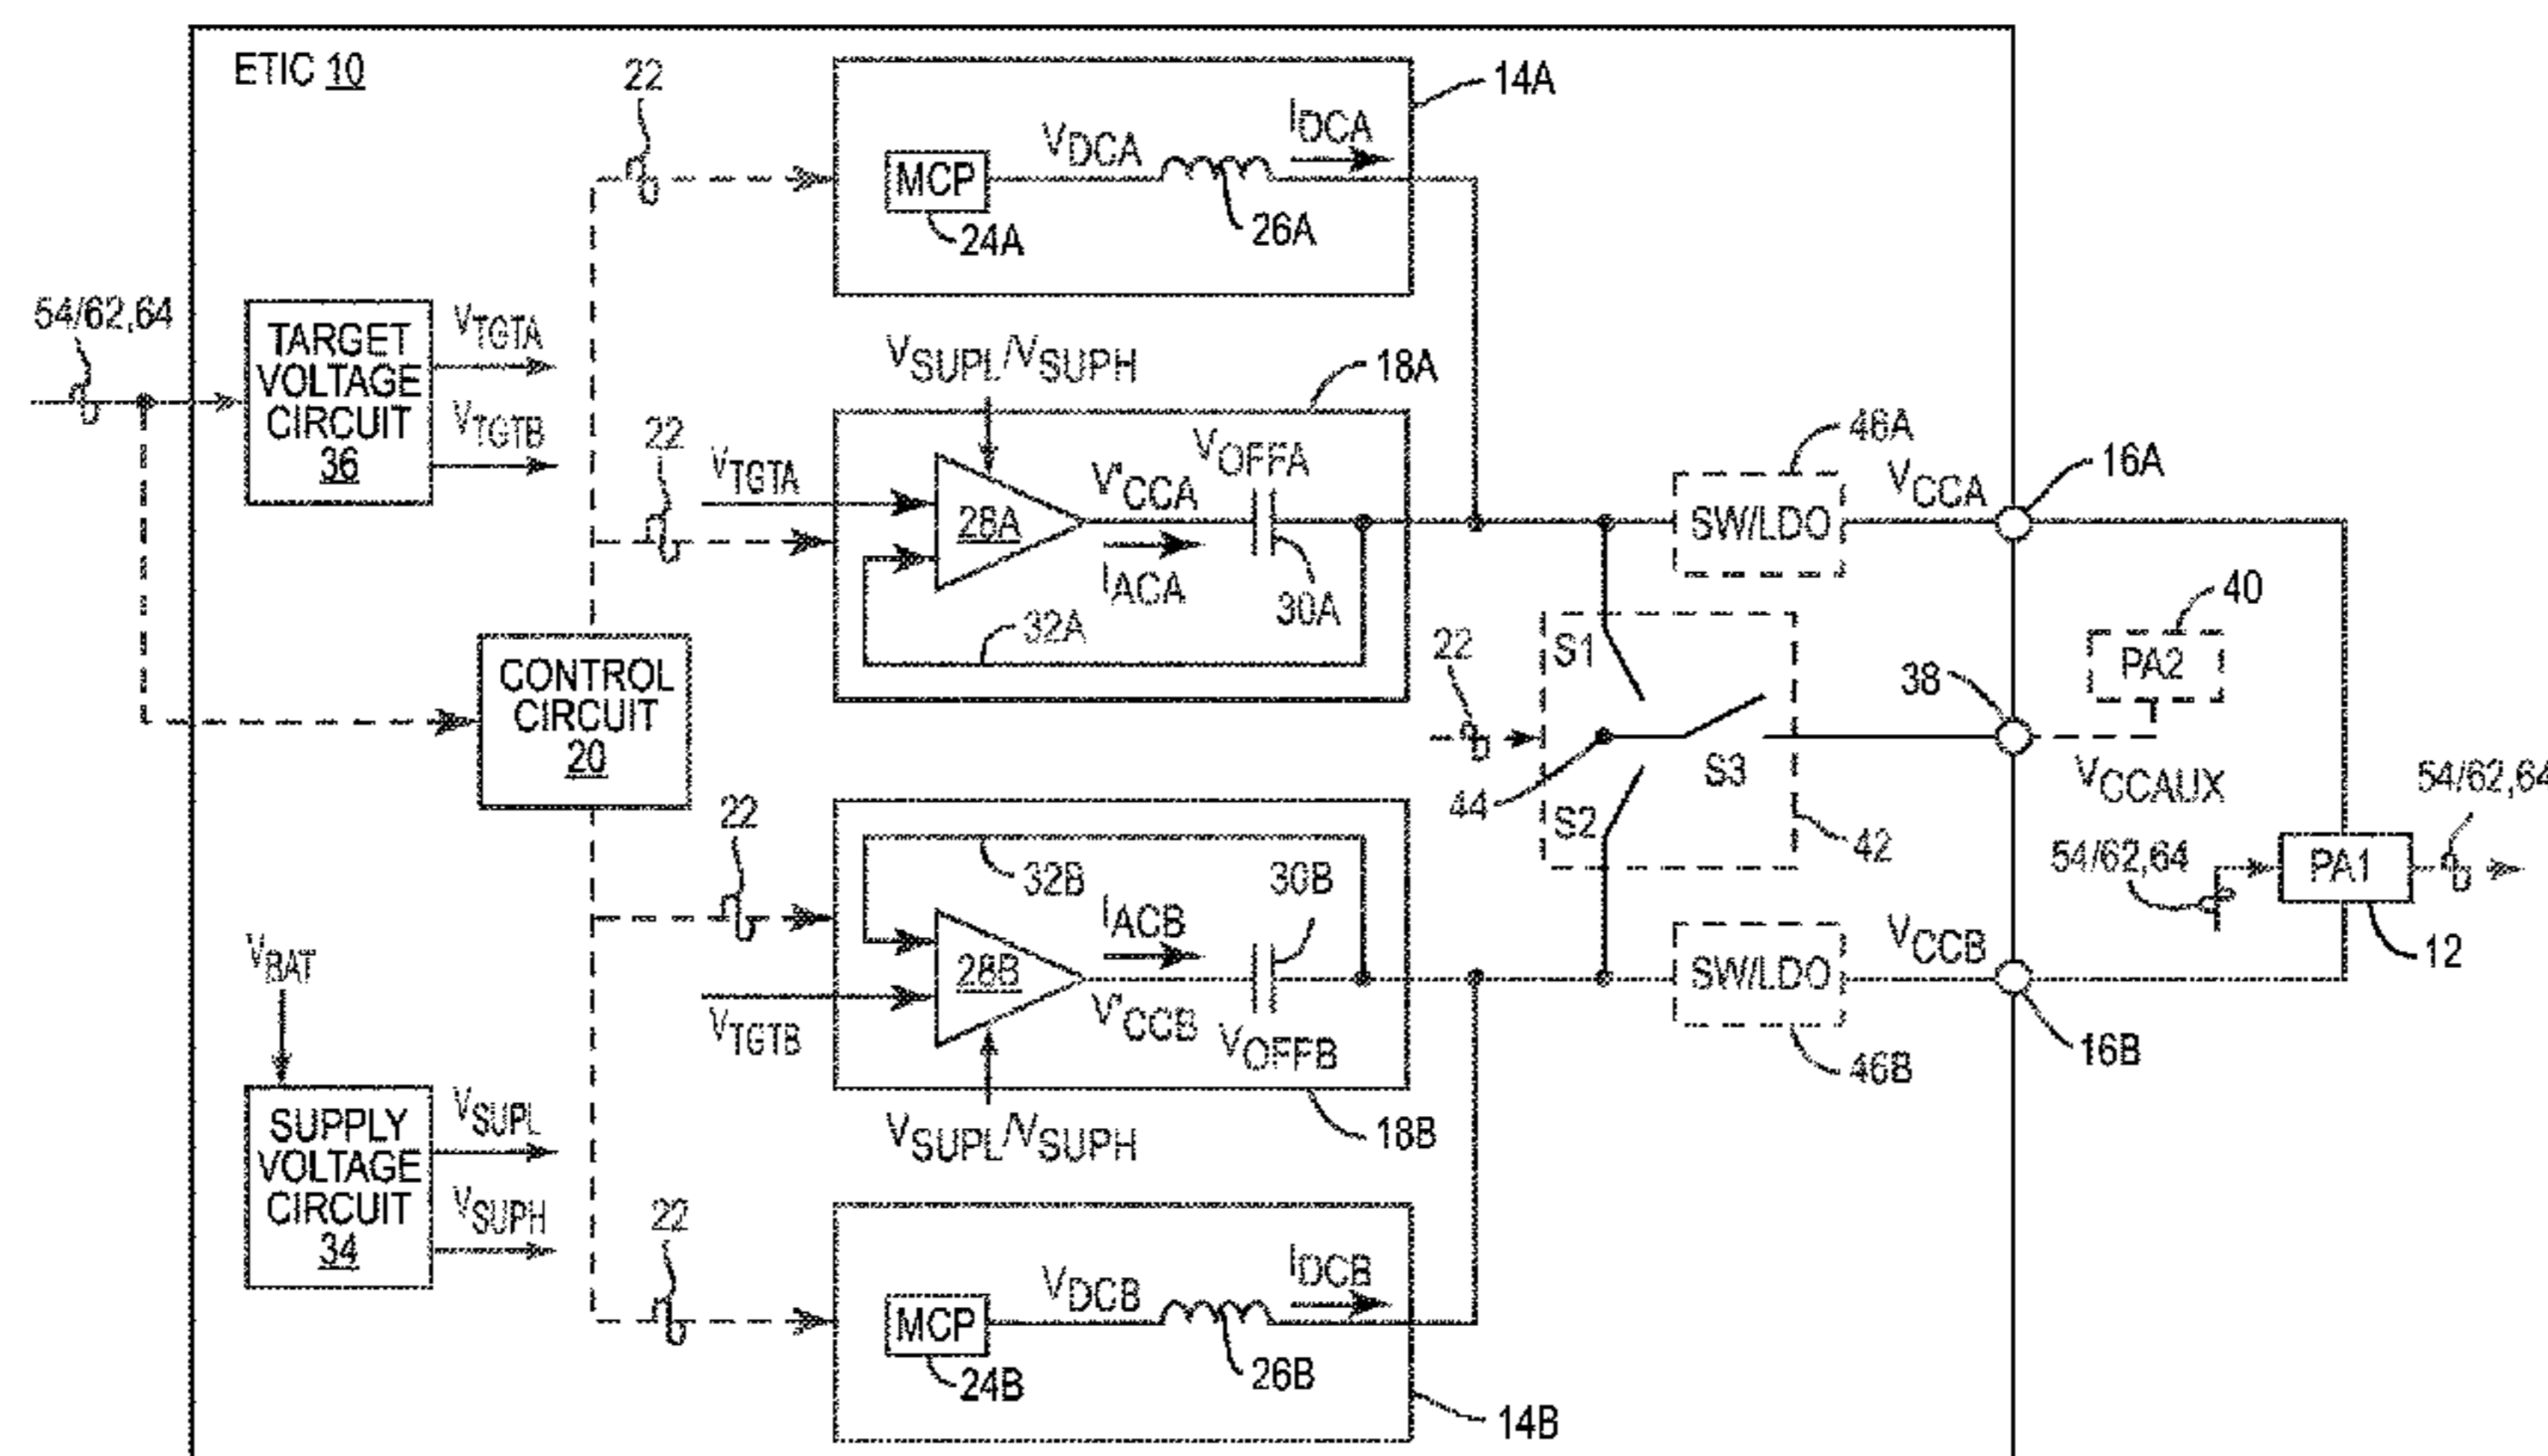 ETIC 10
22
14A
MCP
VDCA
IDCA
24A
26A
54/62,64
TARGET
VOLTAGE
CIRCUIT
36
VTGTA
VTGTB
VSUPL/VSUPH
18A
22
VTGTA
28A
V'CCA
VOFFA
IACA
30A
32A
46A
SW/LDO
VCCA
16A
40
PA2
CONTROL
CIRCUIT
20
22
S1
S2
S3
44
42
38
VCCAUX
54/62,64
54/62,64
PA1
12
22
32B
30B
28B
IACB
V'CCB
VOFFB
VTGTB
VSUPL/VSUPH
18B
SW/LDO
46B
VCCB
16B
VBAT
SUPPLY
VOLTAGE
CIRCUIT
34
VSUPL
VSUPH
22
MCP
VDCB
IDCB
24B
26B
14B